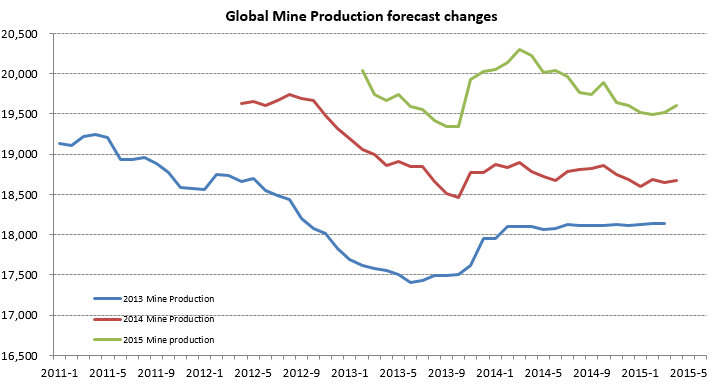 Global Mine Production forecast changes
20,500
20,000
19,500
19,000
18,500
18,000
17,500
17,000
16,500
2013 Mine Production
2014 Mine Production
2015 Mine production
2011-1 2011-5 2011-9 2012-1 2012-5 2012-9 2013-1 2013-5 2013-9 2014-1 2014-5 2014-9 2015-1 2015-5